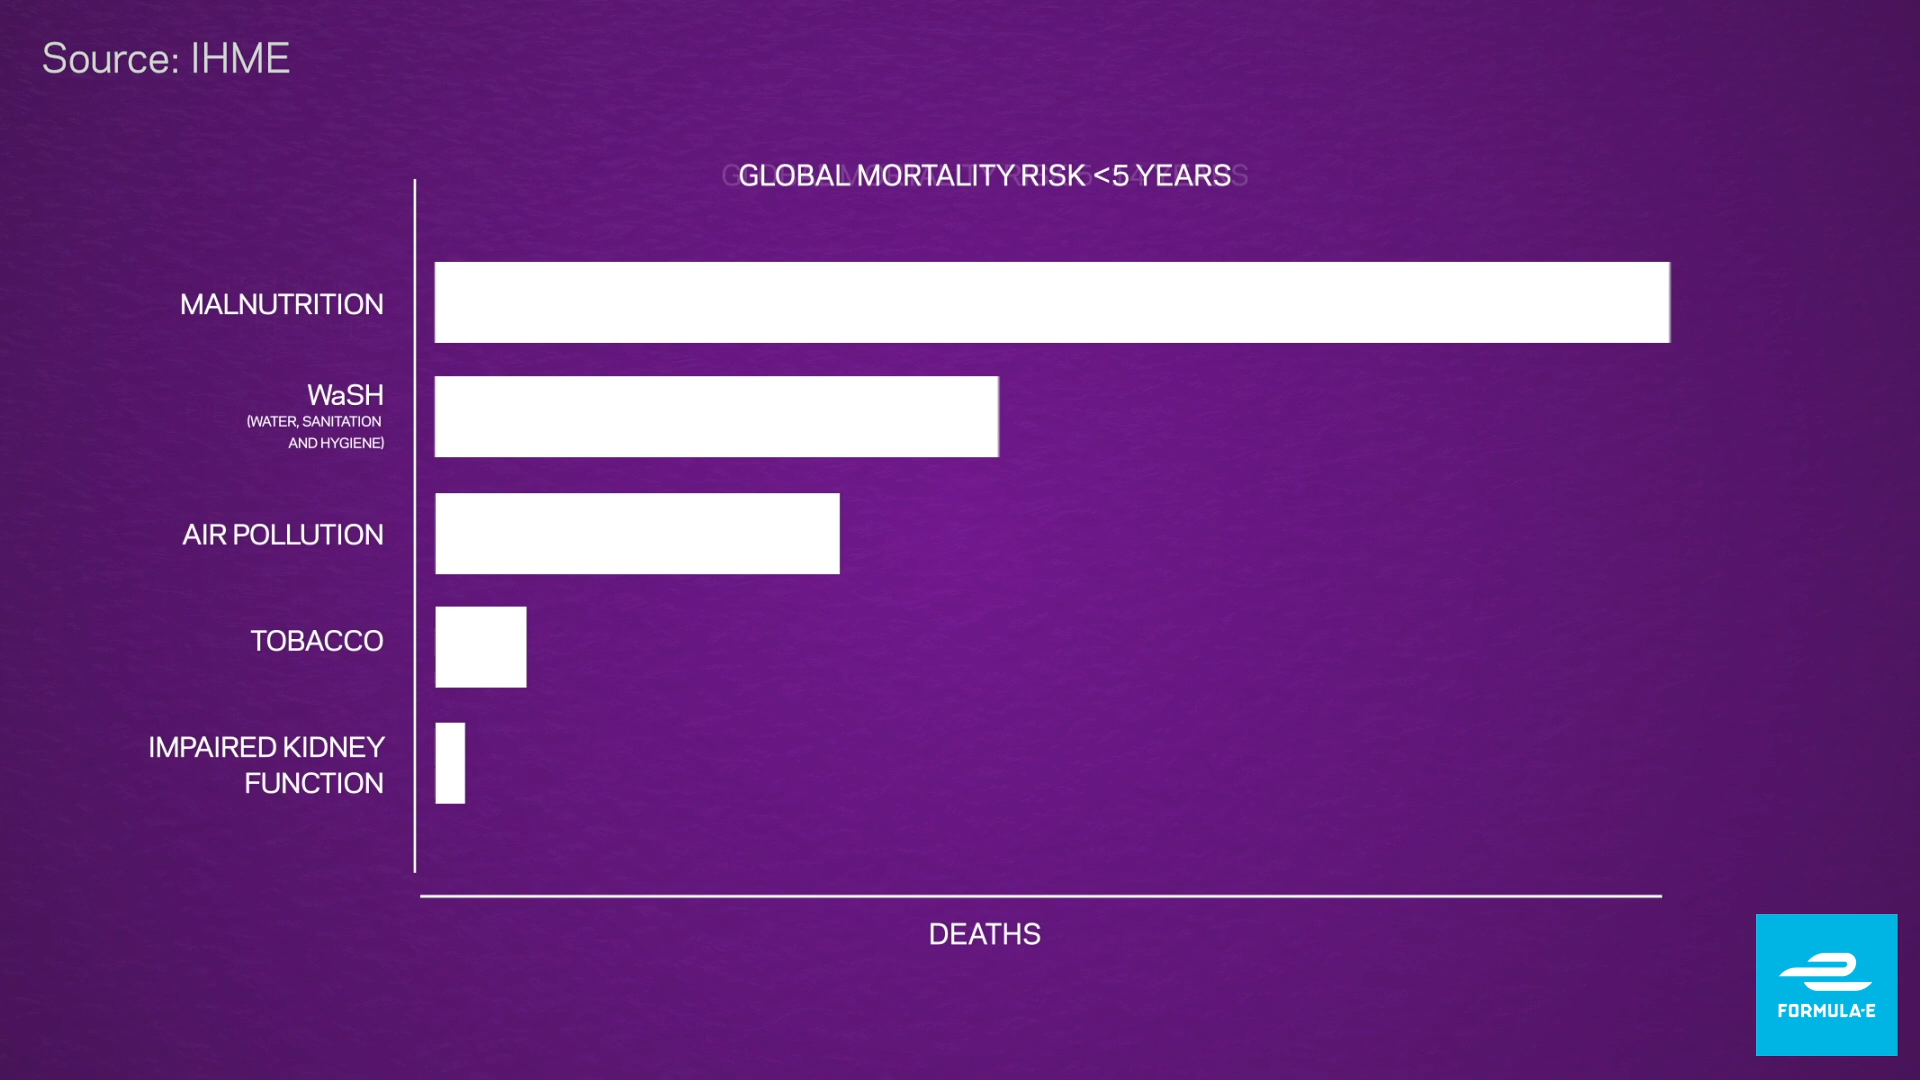 Source: IHME
GLOBAL MORTALITY RISK <5 YEARS
MALNUTRITION
WaSH
(WATER, SANITATION
AND HYGIENE)
AIR POLLUTION
TOBACCO
IMPAIRED KIDNEY
FUNCTION
DEATHS
FORMULA-E